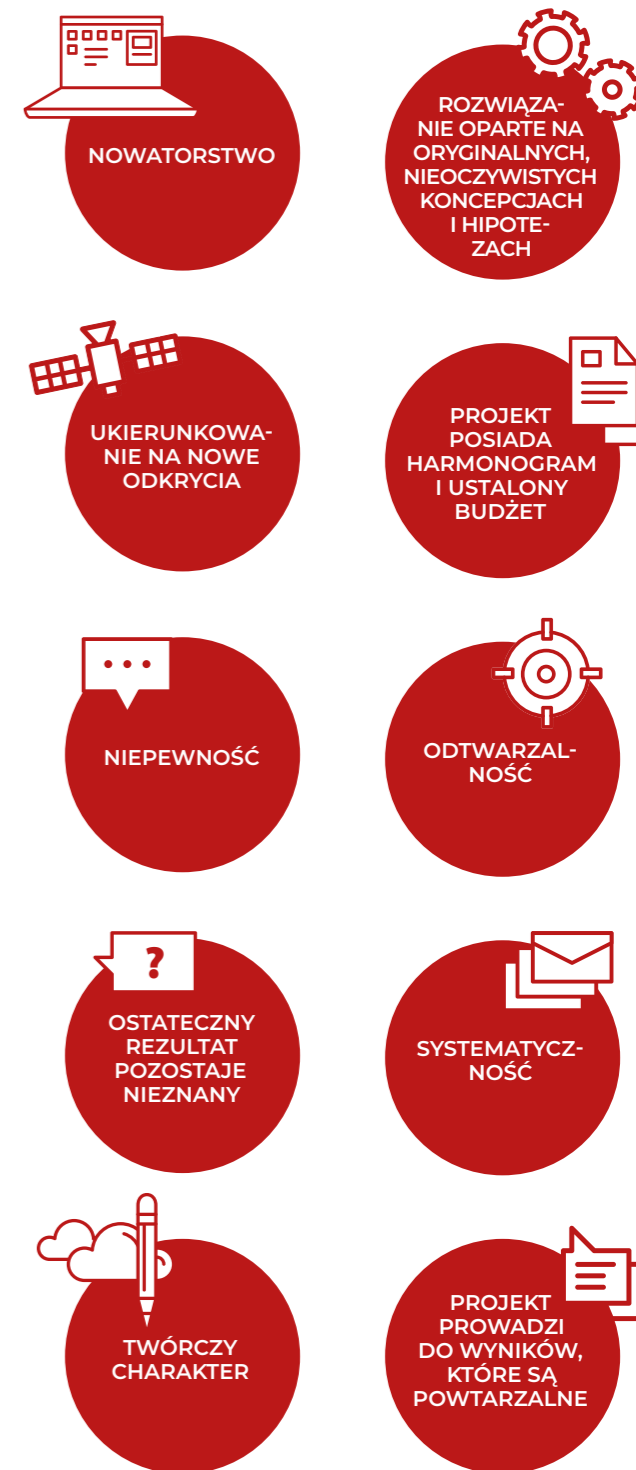 NOWATORSTWO
ROZWIĄZA-
NIE OPARTE NA
ORYGINALNYCH,
NIEOCZYWISTYCH
KONCEPCJACH
I HIPOTE-
ZACH
UKIERUNKOWA-
NIE NA NOWE
ODKRYCIA
PROJEKT
POSIADA
HARMONOGRAM
I USTALONY
BUDŻET
NIEPEWNOŚĆ
ODTWARZAL-
NOŚĆ
?
OSTATECZNY
REZULTAT
POZOSTAJE
NIEZNANY
SYSTEMATYCZ-
NOŚĆ
TWÓRCZY
CHARAKTER
PROJEKT
PROWADZI
DO WYNIKÓW,
KTÓRE SĄ
POWTARZALNE